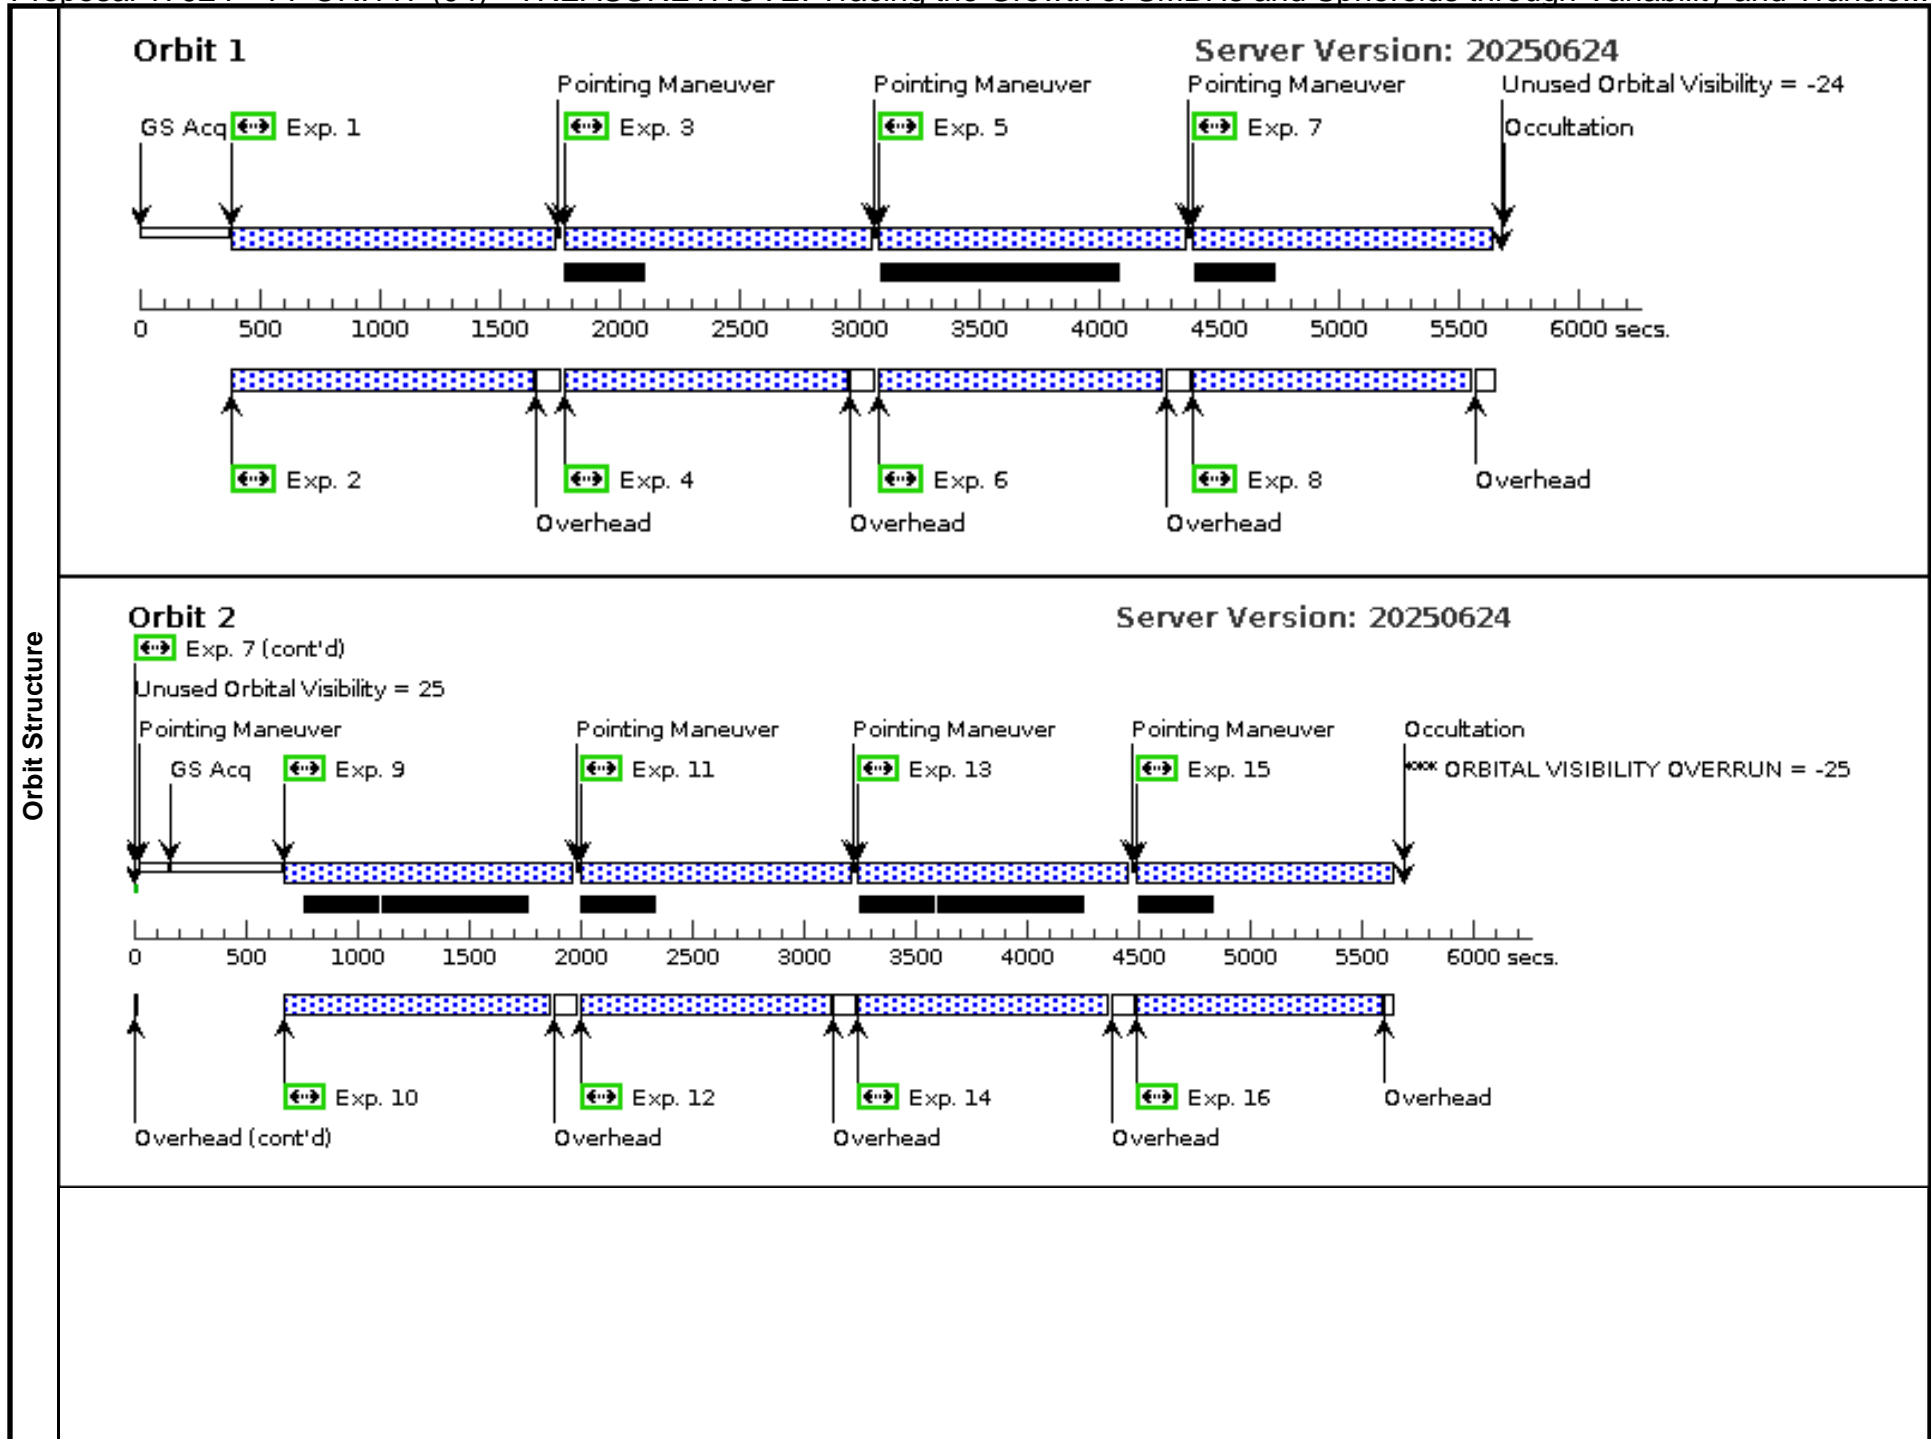 Orbit Structure
Orbit 1 Server Version: 20250624
Pointing Maneuver Pointing Maneuver Pointing Maneuver Unused Orbital Visibility = -24
GS Acq Exp. 1 Exp. 3 Exp. 5 Exp. 7 Occultation
0 500 1000 1500 2000 2500 3000 3500 4000 4500 5000 5500 6000 secs.
Exp. 2 Exp. 4 Exp. 6 Exp. 8 Overhead
Overhead Overhead Overhead
Orbit 2 Server Version: 20250624
Exp. 7 (cont'd)
Unused Orbital Visibility = 25
Pointing Maneuver Pointing Maneuver Pointing Maneuver Pointing Maneuver Occultation
GS Acq Exp. 9 Exp. 11 Exp. 13 Exp. 15 **** ORBITAL VISIBILITY OVERRUN = -25
0 500 1000 1500 2000 2500 3000 3500 4000 4500 5000 5500 6000 secs.
Exp. 10 Exp. 12 Exp. 14 Exp. 16 Overhead
Overhead (cont'd) Overhead Overhead Overhead